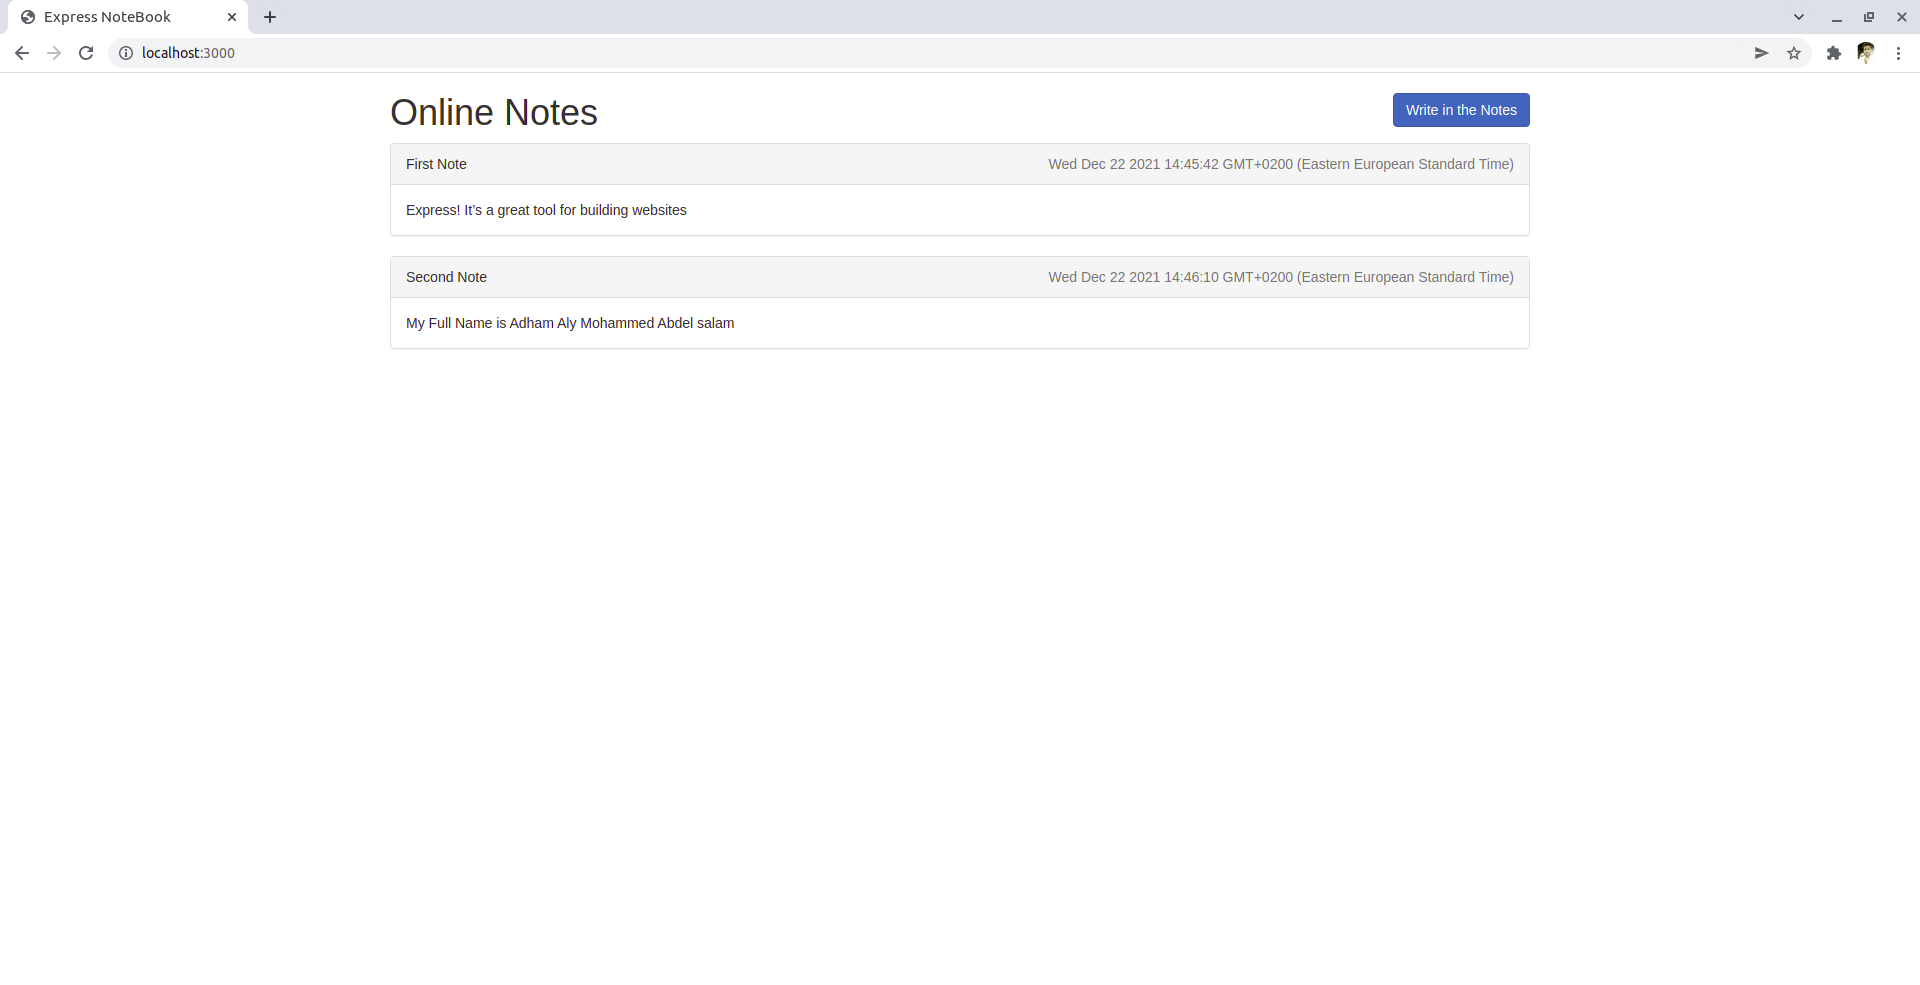 Express NoteBook
localhost:3000
Online Notes
Write in the Notes
First Note
Wed Dec 22 2021 14:45:42 GMT+0200 (Eastern European Standard Time)
Express! It’s a great tool for building websites
Second Note
Wed Dec 22 2021 14:46:10 GMT+0200 (Eastern European Standard Time)
My Full Name is Adham Aly Mohammed Abdel salam